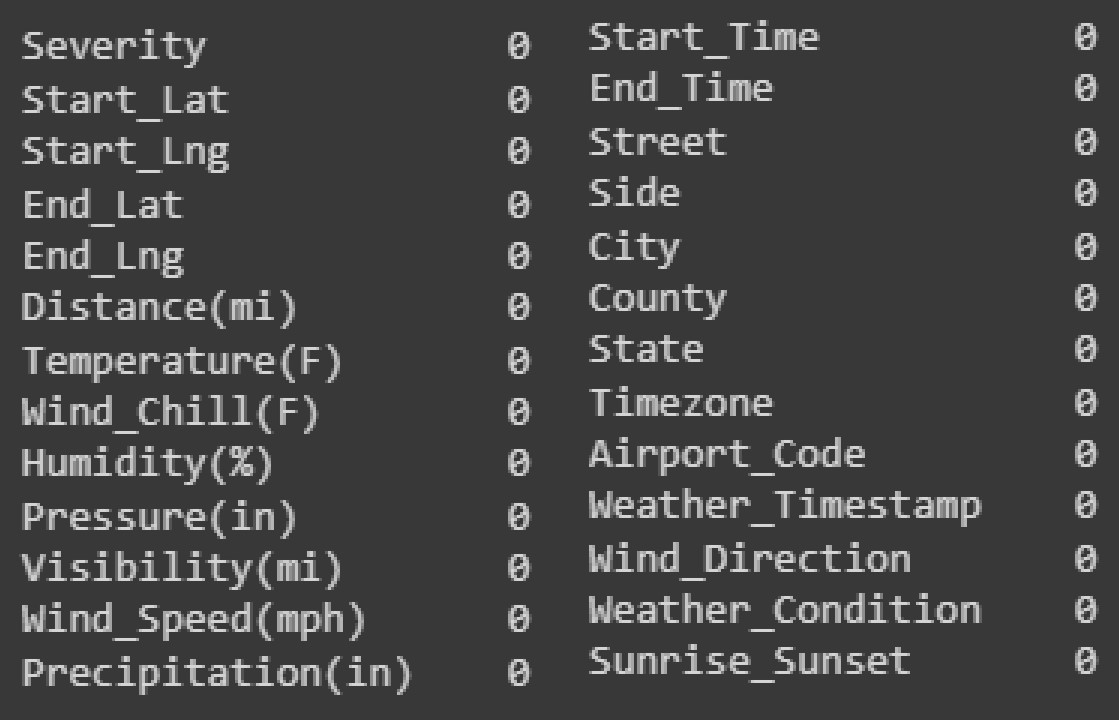 Severity 0
Start_Lat 0
Start_Lng 0
End_Lat 0
End_Lng 0
Distance(mi) 0
Temperature(F) 0
Wind_Chill(F) 0
Humidity(%) 0
Pressure(in) 0
Visibility(mi) 0
Wind_Speed(mph) 0
Precipitation(in) 0
Start_Time 0
End_Time 0
Street 0
Side 0
City 0
County 0
State 0
Timezone 0
Airport_Code 0
Weather_Timestamp 0
Wind_Direction 0
Weather_Condition 0
Sunrise_Sunset 0